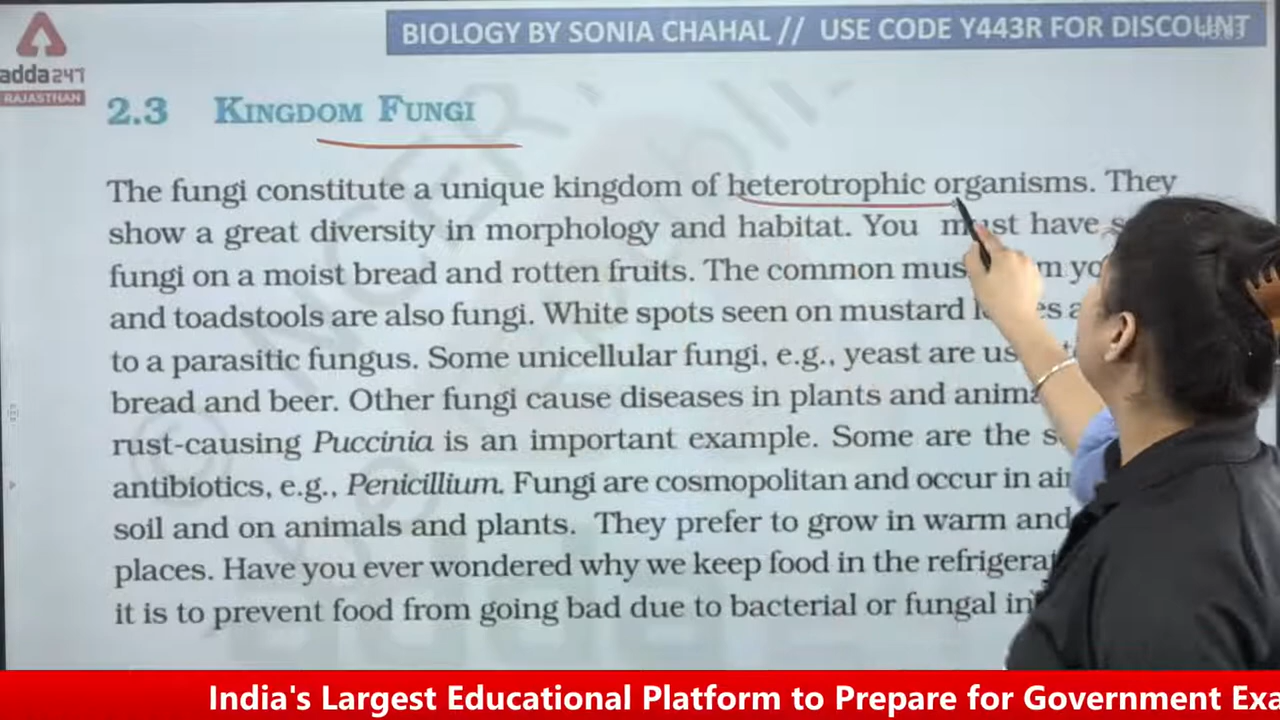 BIOLOGY BY SONIA CHAHAL // USE CODE Y443R FOR DISCOUNT
adda247
RAJASTHAN
2.3 KINGDOM FUNGI
The fungi constitute a unique kingdom of heterotrophic organisms. They
show a great diversity in morphology and habitat. You must have
fungi on a moist bread and rotten fruits. The common
and toadstools are also fungi. White spots seen on mustard
to a parasitic fungus. Some unicellular fungi, e.g., yeast are
bread and beer. Other fungi cause diseases in plants and
rust-causing Puccinia is an important example. Some are the
antibiotics, e.g., Penicillium. Fungi are cosmopolitan and occur in
soil and on animals and plants. They prefer to grow in warm and
places. Have you ever wondered why we keep food in the
it is to prevent food from going bad due to bacterial or fungal
India's Largest Educational Platform to Prepare for Government Exa